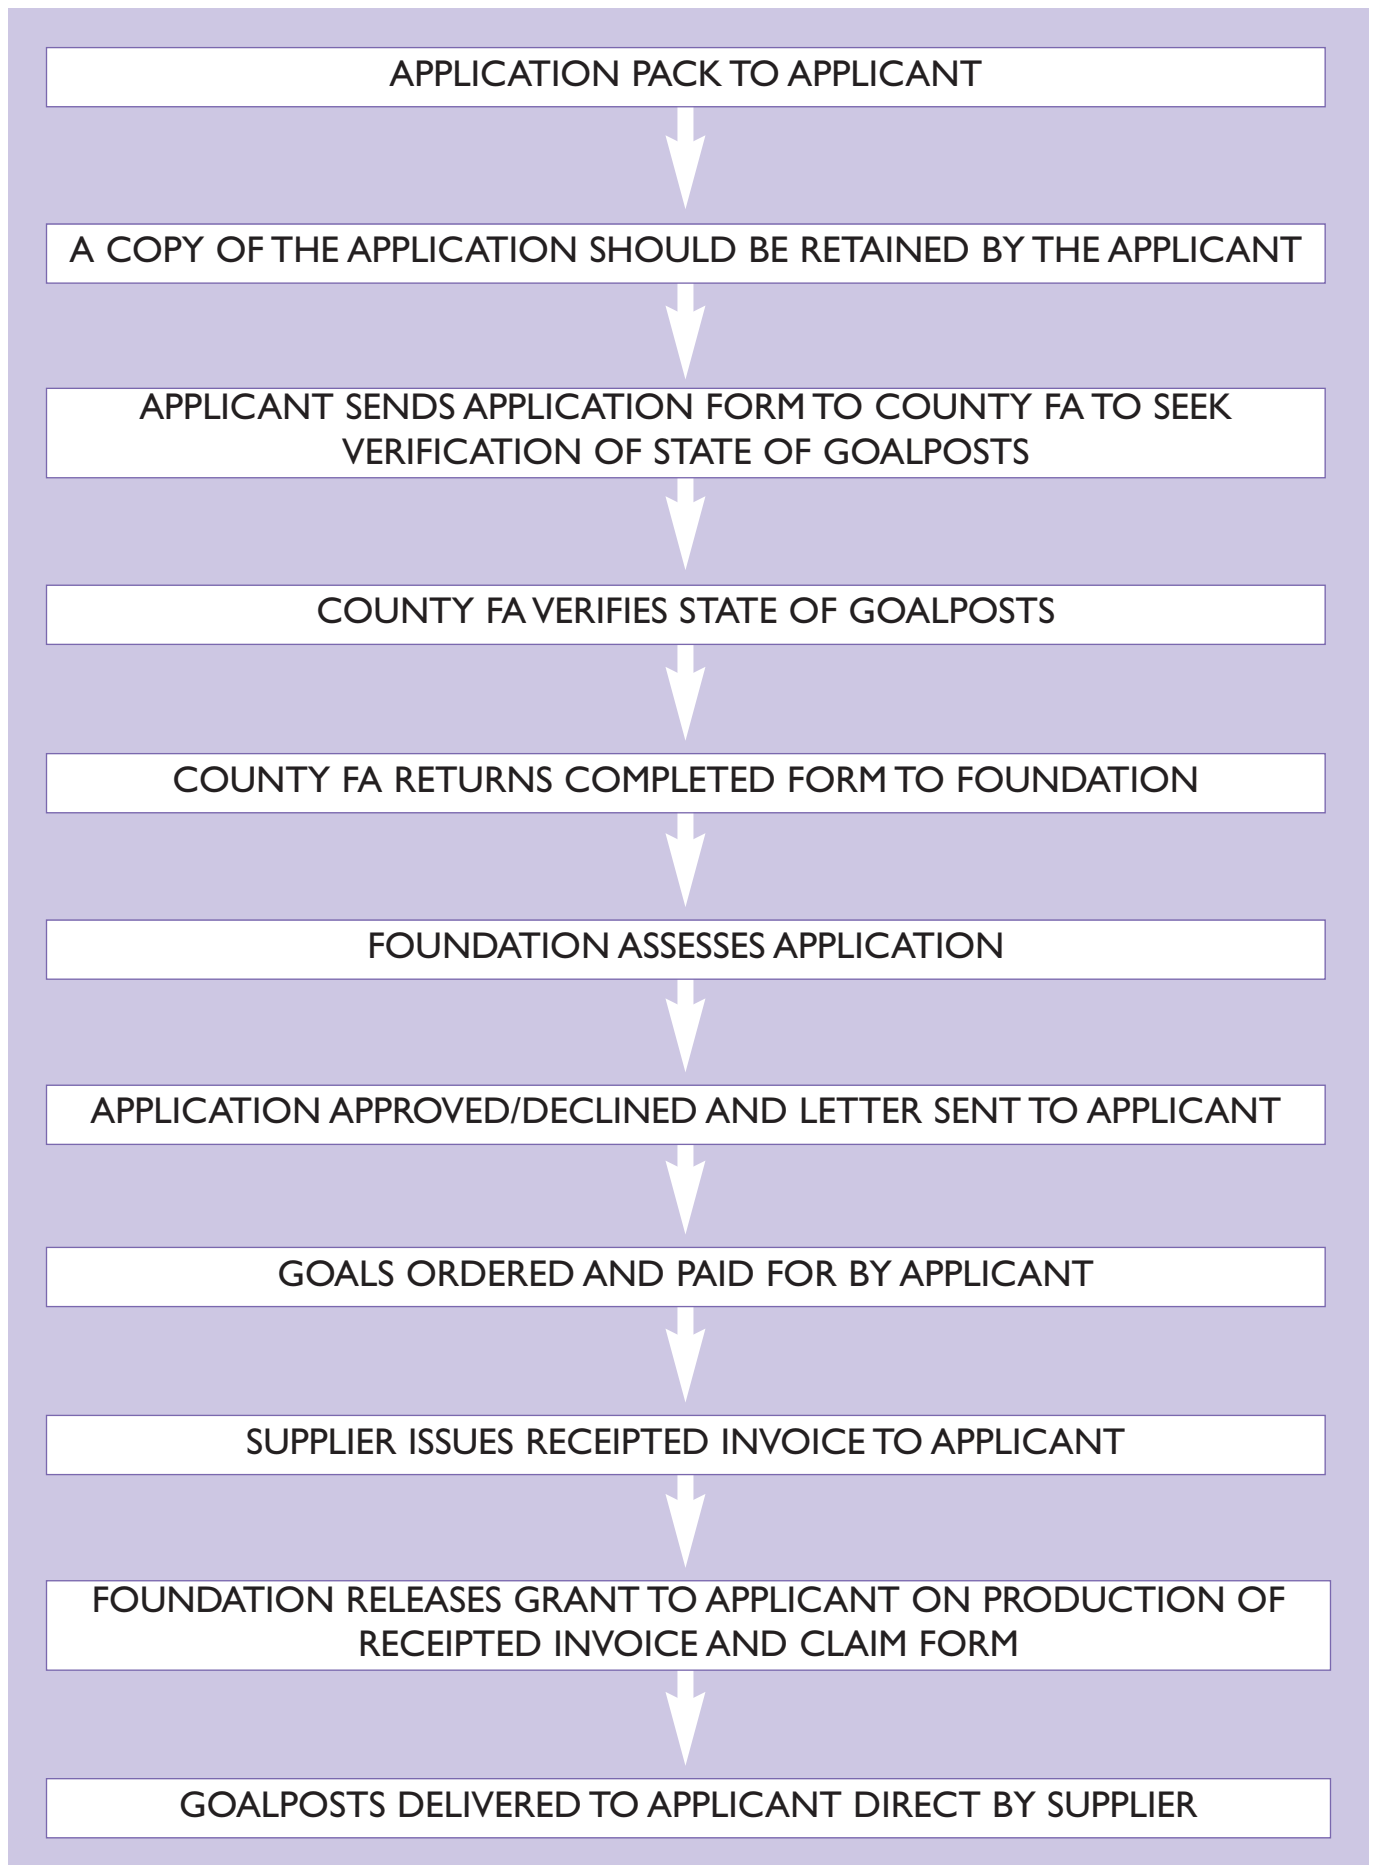 APPLICATION PACK TO APPLICANT
A COPY OF THE APPLICATION SHOULD BE RETAINED BY THE APPLICANT
APPLICANT SENDS APPLICATION FORM TO COUNTY FA TO SEEK
VERIFICATION OF STATE OF GOALPOSTS
COUNTY FA VERIFIES STATE OF GOALPOSTS
COUNTY FA RETURNS COMPLETED FORM TO FOUNDATION
FOUNDATION ASSESSES APPLICATION
APPLICATION APPROVED/DECLINED AND LETTER SENT TO APPLICANT
GOALS ORDERED AND PAID FOR BY APPLICANT
SUPPLIER ISSUES RECEIPTED INVOICE TO APPLICANT
FOUNDATION RELEASES GRANT TO APPLICANT ON PRODUCTION OF
RECEIPTED INVOICE AND CLAIM FORM
GOALPOSTS DELIVERED TO APPLICANT DIRECT BY SUPPLIER